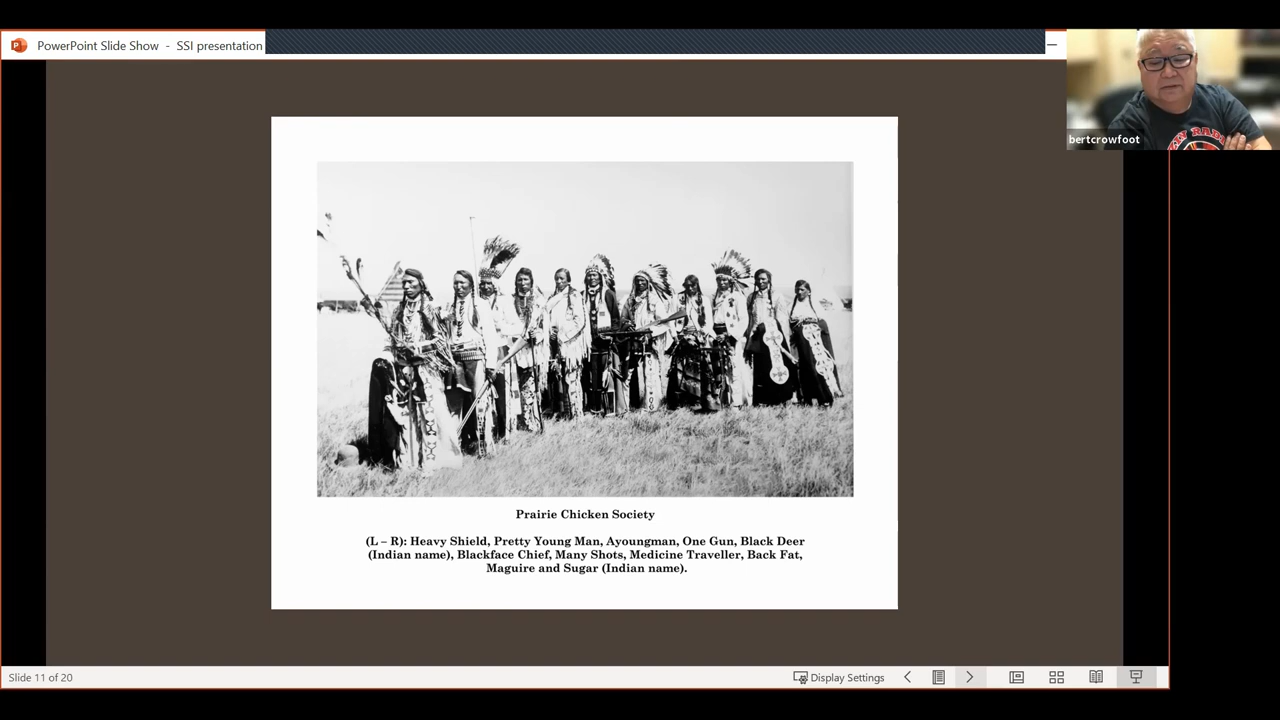 PowerPoint Slide Show - SSI presentation
bertcrowfoot
Prairie Chicken Society
(L – R): Heavy Shield, Pretty Young Man, Ayoungman, One Gun, Black Deer
(Indian name), Blackface Chief, Many Shots, Medicine Traveller, Back Fat,
Maguire and Sugar (Indian name).
Slide 11 of 20
Display Settings